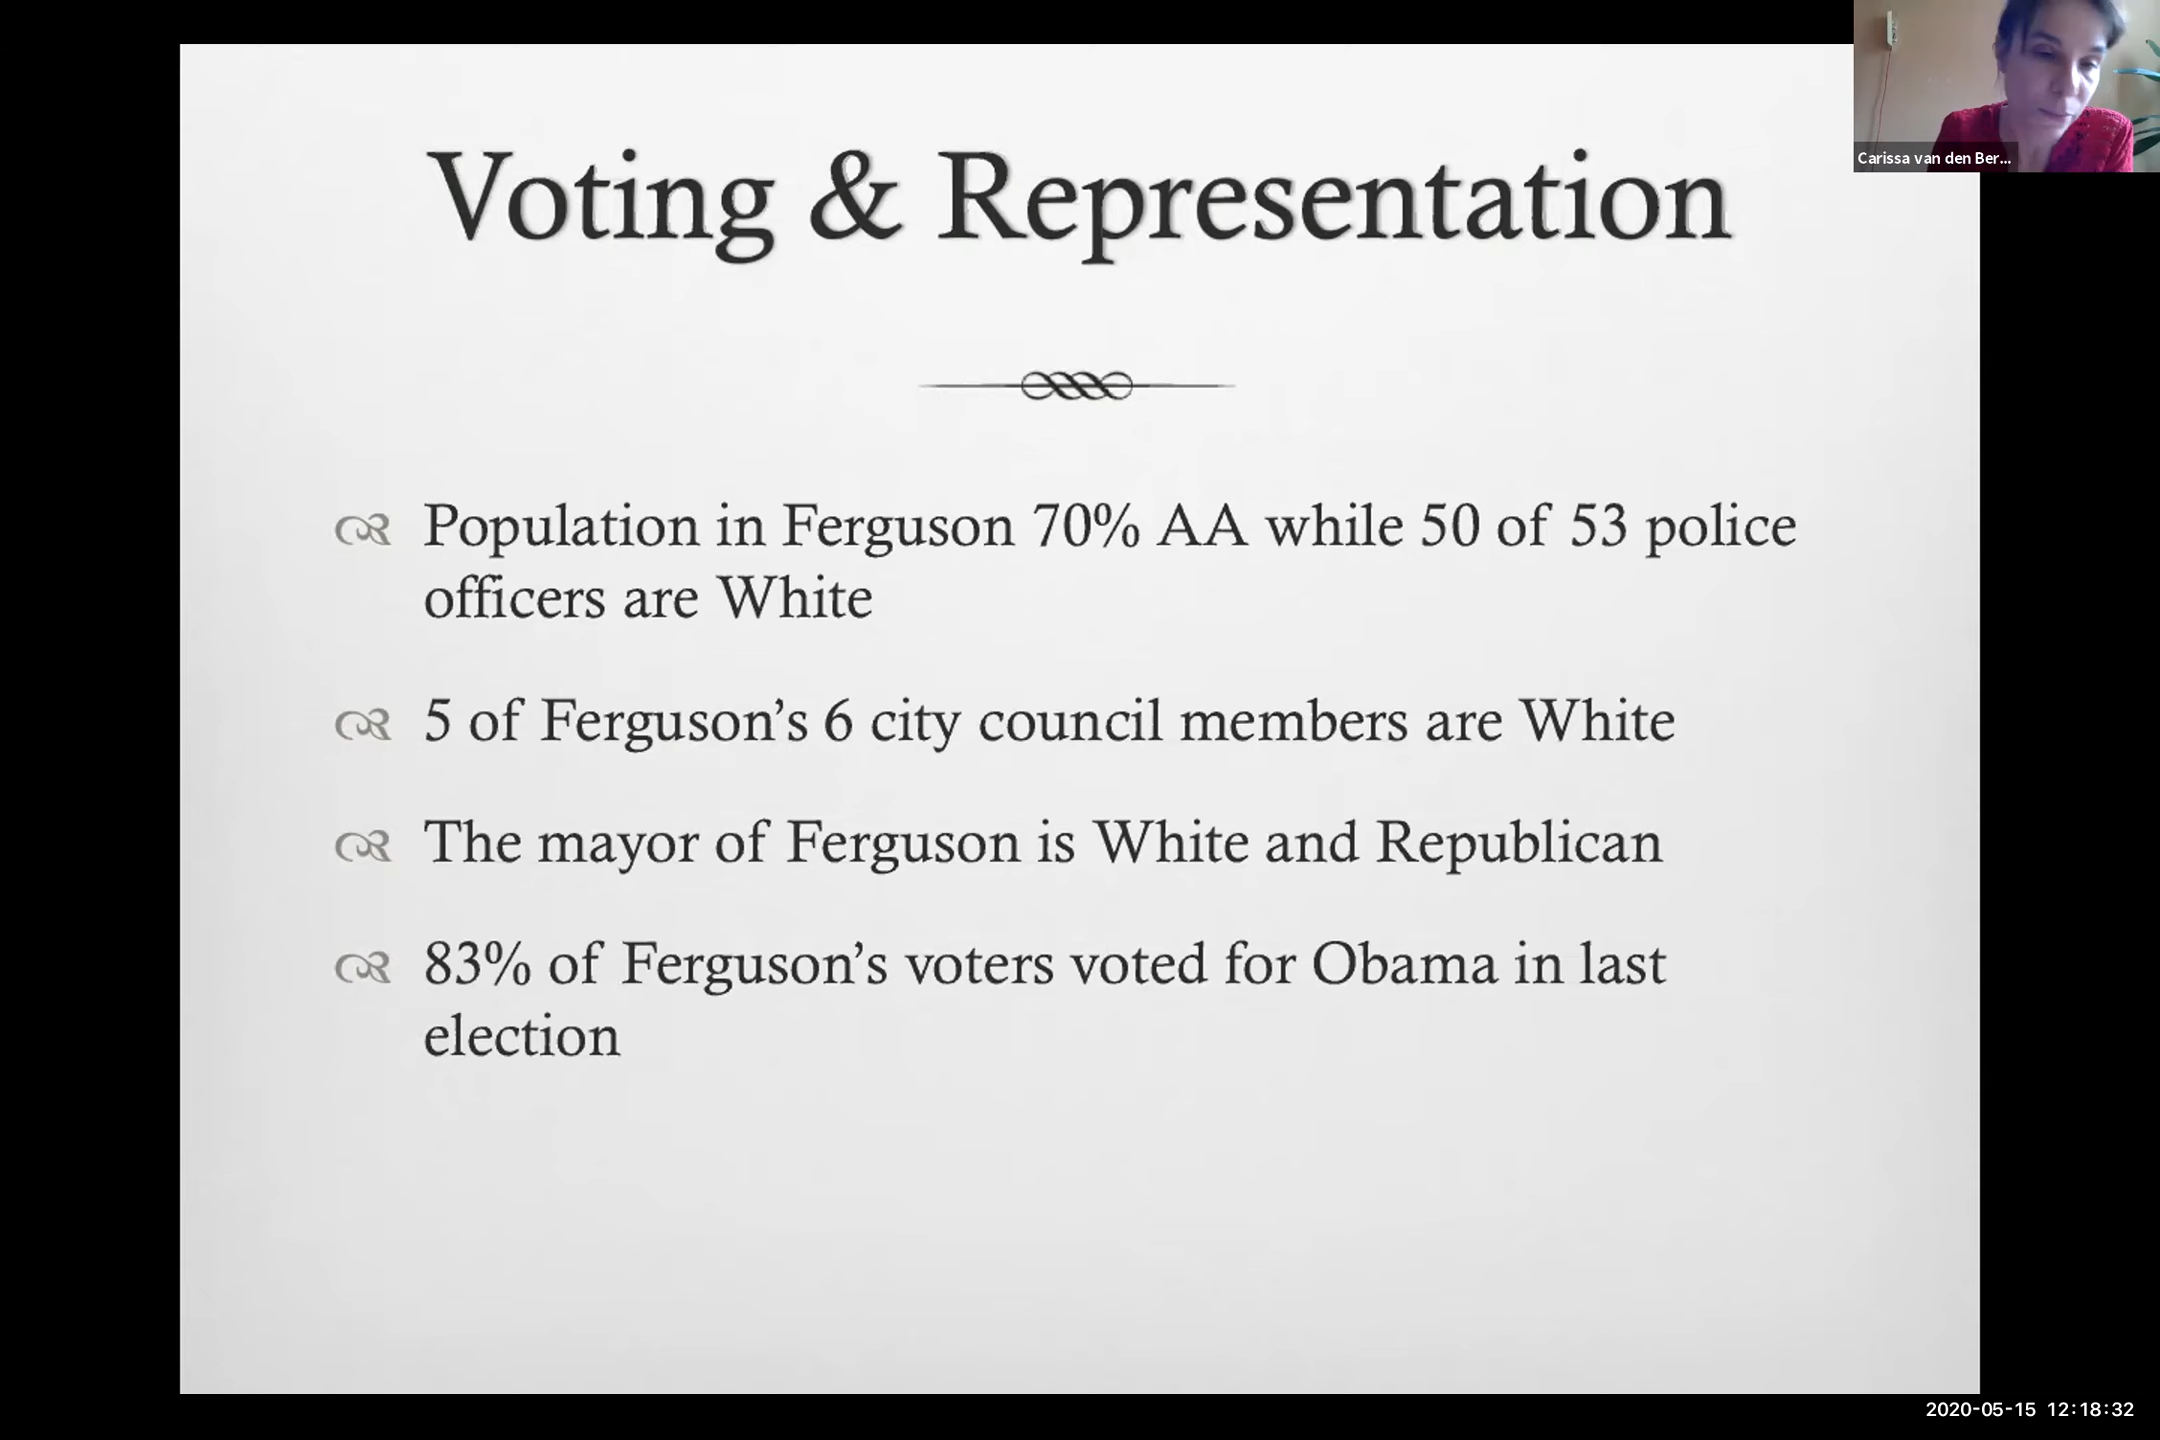 Carissa van den Ber...
Voting & Representation
Population in Ferguson 70% AA while 50 of 53 police
officers are White
5 of Ferguson’s 6 city council members are White
The mayor of Ferguson is White and Republican
83% of Ferguson’s voters voted for Obama in last
election
2020-05-15 12:18:32